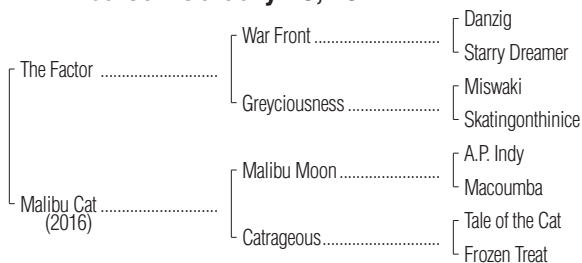 War Front
Danzig
Starry Dreamer
The Factor
Greyciousness
Miswaki
Skatingonthinice
Malibu Moon
A.P. Indy
Macoumba
Malibu Cat
(2016)
Catrageous
Tale of the Cat
Frozen Treat